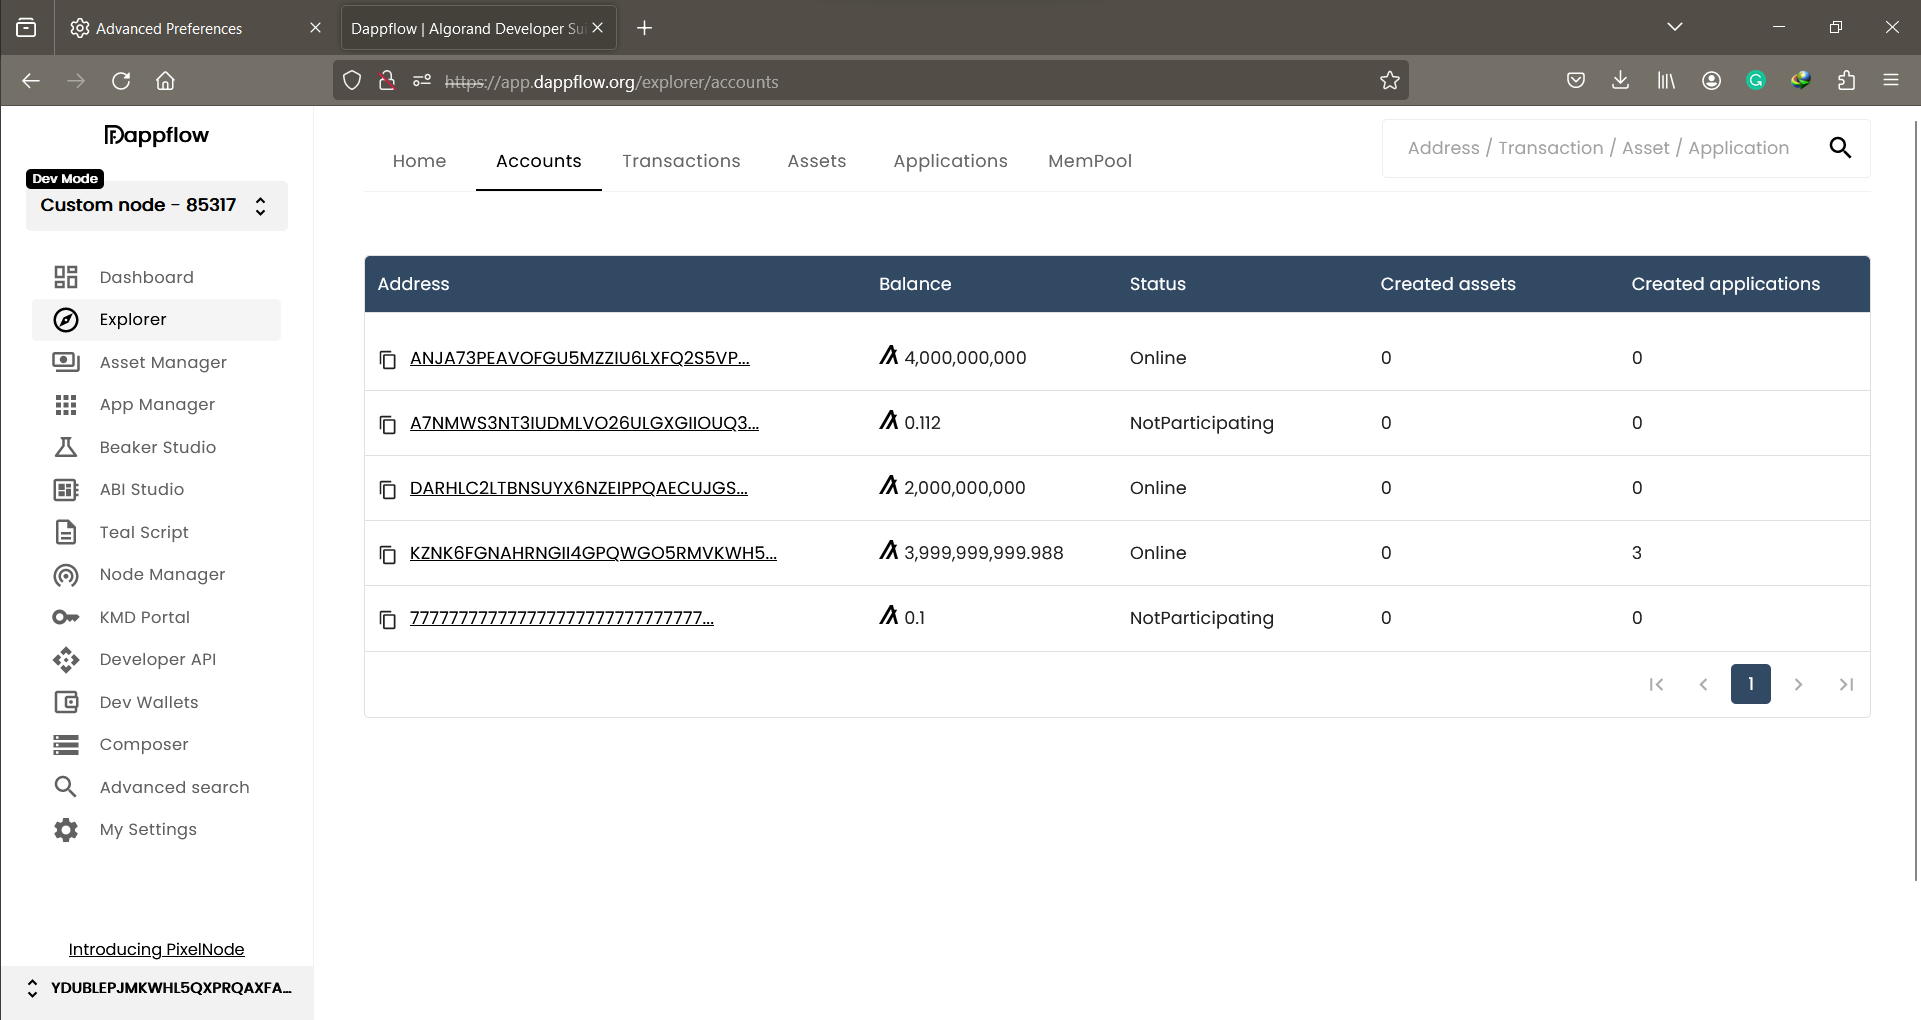 Advanced Preferences
Dappflow | Algorand Developer Sui
https://app.dappflow.org/explorer/accounts
Dappflow
Dev Mode
Custom node - 85317
Dashboard
Explorer
Asset Manager
App Manager
Beaker Studio
ABI Studio
Teal Script
Node Manager
KMD Portal
Developer API
Dev Wallets
Composer
Advanced search
My Settings
Introducing PixelNode
YDUBLEPJMKWHL5QXPRQAXFA...
Home Accounts Transactions Assets Applications MemPool
Address / Transaction / Asset / Application
Address Balance Status Created assets Created applications
ANJA73PEAVOFGU5MZZIU6LXFQ2S5VP... 4,000,000,000 Online 0 0
A7NMWS3NT3IUDMLVO26ULGXGIIOUQ3... 0.112 NotParticipating 0 0
DARHLC2LTBNSUYX6NZEIPPQAECUJGS... 2,000,000,000 Online 0 0
KZNK6FGNAHRNGII4GPQWGO5RMVKWH5... 3,999,999,999.988 Online 0 3
777777777777777777777777777777... 0.1 NotParticipating 0 0
1